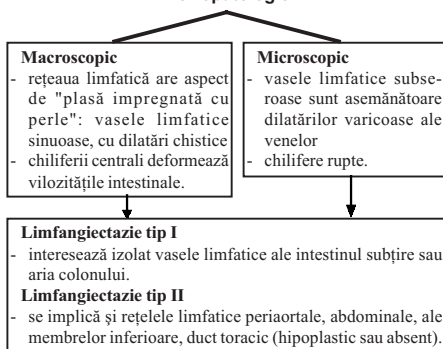 Macroscopic
- rețeaua limfatică are aspect
de "plasă impregnată cu
perle": vasele limfatice
sinuoase, cu dilatări chistice
- chiliferii centrali deformează
vilozitățile intestinale.
Microscopic
- vasele limfatice subse-
roase sunt asemănătoare
dilatărilor varicoase ale
venelor
- chilifere rupte.
Limfangiectazie tip I
- interesează izolat vasele limfatice ale intestinul subțire sau
aria colonului.
Limfangiectazie tip II
- se implică și rețelele limfatice periaortale, abdominale, ale
membrelor inferioare, duct toracic (hipoplastic sau absent).